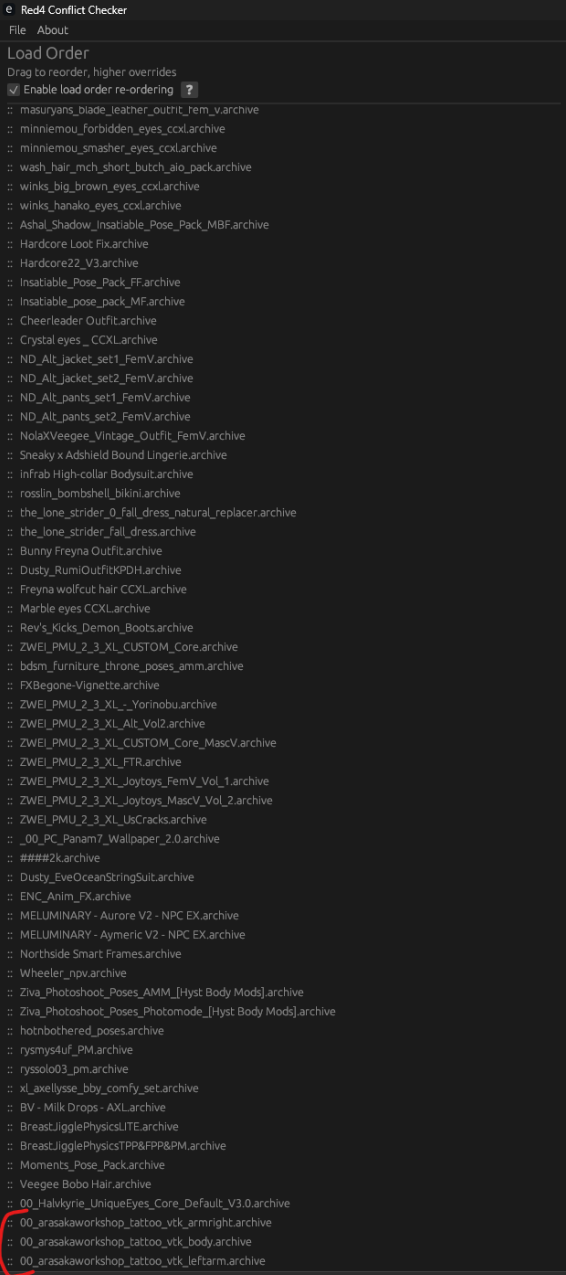 e Red4 Conflict Checker
File About
Load Order
Drag to reorder, higher overrides
Enable load order re-ordering ?
:: masuryans_blade_leather_outfit_fem_v.archive
:: minniemou_forbidden_eyes_ccxl.archive
:: minniemou_smasher_eyes_ccxl.archive
:: wash_hair_mch_short_butch_aio_pack.archive
:: winks_big_brown_eyes_ccxl.archive
:: winks_hanako_eyes_ccxl.archive
:: Ashal_Shadow_Insatiable_Pose_Pack_MBF.archive
:: Hardcore Loot Fix.archive
:: Hardcore22_V3.archive
:: Insatiable_Pose_Pack_FF.archive
:: Insatiable_pose_pack_MF.archive
:: Cheerleader Outfit.archive
:: Crystal eyes _ CCXL.archive
:: ND_Alt_jacket_set1_FemV.archive
:: ND_Alt_jacket_set2_FemV.archive
:: ND_Alt_pants_set1_FemV.archive
:: ND_Alt_pants_set2_FemV.archive
:: NolaXVeegee_Vintage_Outfit_FemV.archive
:: Sneaky x Adshield Bound Lingerie.archive
:: infrab High-collar Bodysuit.archive
:: rosslin_bombshell_bikini.archive
:: the_lone_strider_0_fall_dress_natural_replacer.archive
:: the_lone_strider_fall_dress.archive
:: Bunny Freyna Outfit.archive
:: Dusty_RumiOutfitKPDH.archive
:: Freyna wolfcut hair CCXL.archive
:: Marble eyes CCXL.archive
:: Rev's_Kicks_Demon_Boots.archive
:: ZWEI_PMU_2_3_XL_CUSTOM_Core.archive
:: bdsm_furniture_throne_poses_amm.archive
:: FXBegone-Vignette.archive
:: ZWEI_PMU_2_3_XL_-_Yorinobu.archive
:: ZWEI_PMU_2_3_XL_Alt_Vol2.archive
:: ZWEI_PMU_2_3_XL_CUSTOM_Core_MascV.archive
:: ZWEI_PMU_2_3_XL_FTR.archive
:: ZWEI_PMU_2_3_XL_Joytoys_FemV_Vol_1.archive
:: ZWEI_PMU_2_3_XL_Joytoys_MascV_Vol_2.archive
:: ZWEI_PMU_2_3_XL_UsCracks.archive
:: _00_PC_Panam7_Wallpaper_2.0.archive
:: ####2k.archive
:: Dusty_EveOceanStringSuit.archive
:: ENC_Anim_FX.archive
:: MELUMINARY - Aurore V2 - NPC EX.archive
:: MELUMINARY - Aymeric V2 - NPC EX.archive
:: Northside Smart Frames.archive
:: Wheeler_npv.archive
:: Ziva_Photoshoot_Poses_AMM_[Hyst Body Mods].archive
:: Ziva_Photoshoot_Poses_Photomode_[Hyst Body Mods].archive
:: hotnbothered_poses.archive
:: rysmys4uf_PM.archive
:: ryssolo03_pm.archive
:: xl_axellysse_bby_comfy_set.archive
:: BV - Milk Drops - AXL.archive
:: BreastJigglePhysicsLITE.archive
:: BreastJigglePhysicsTPP&FPP&PM.archive
:: Moments_Pose_Pack.archive
:: Veegee Bobo Hair.archive
:: 00_Halvkyrie_UniqueEyes_Core_Default_V3.0.archive
:: 00_arasakaworkshop_tattoo_vtk_armright.archive
:: 00_arasakaworkshop_tattoo_vtk_body.archive
:: 00_arasakaworkshop_tattoo_vtk_leftarm.archive